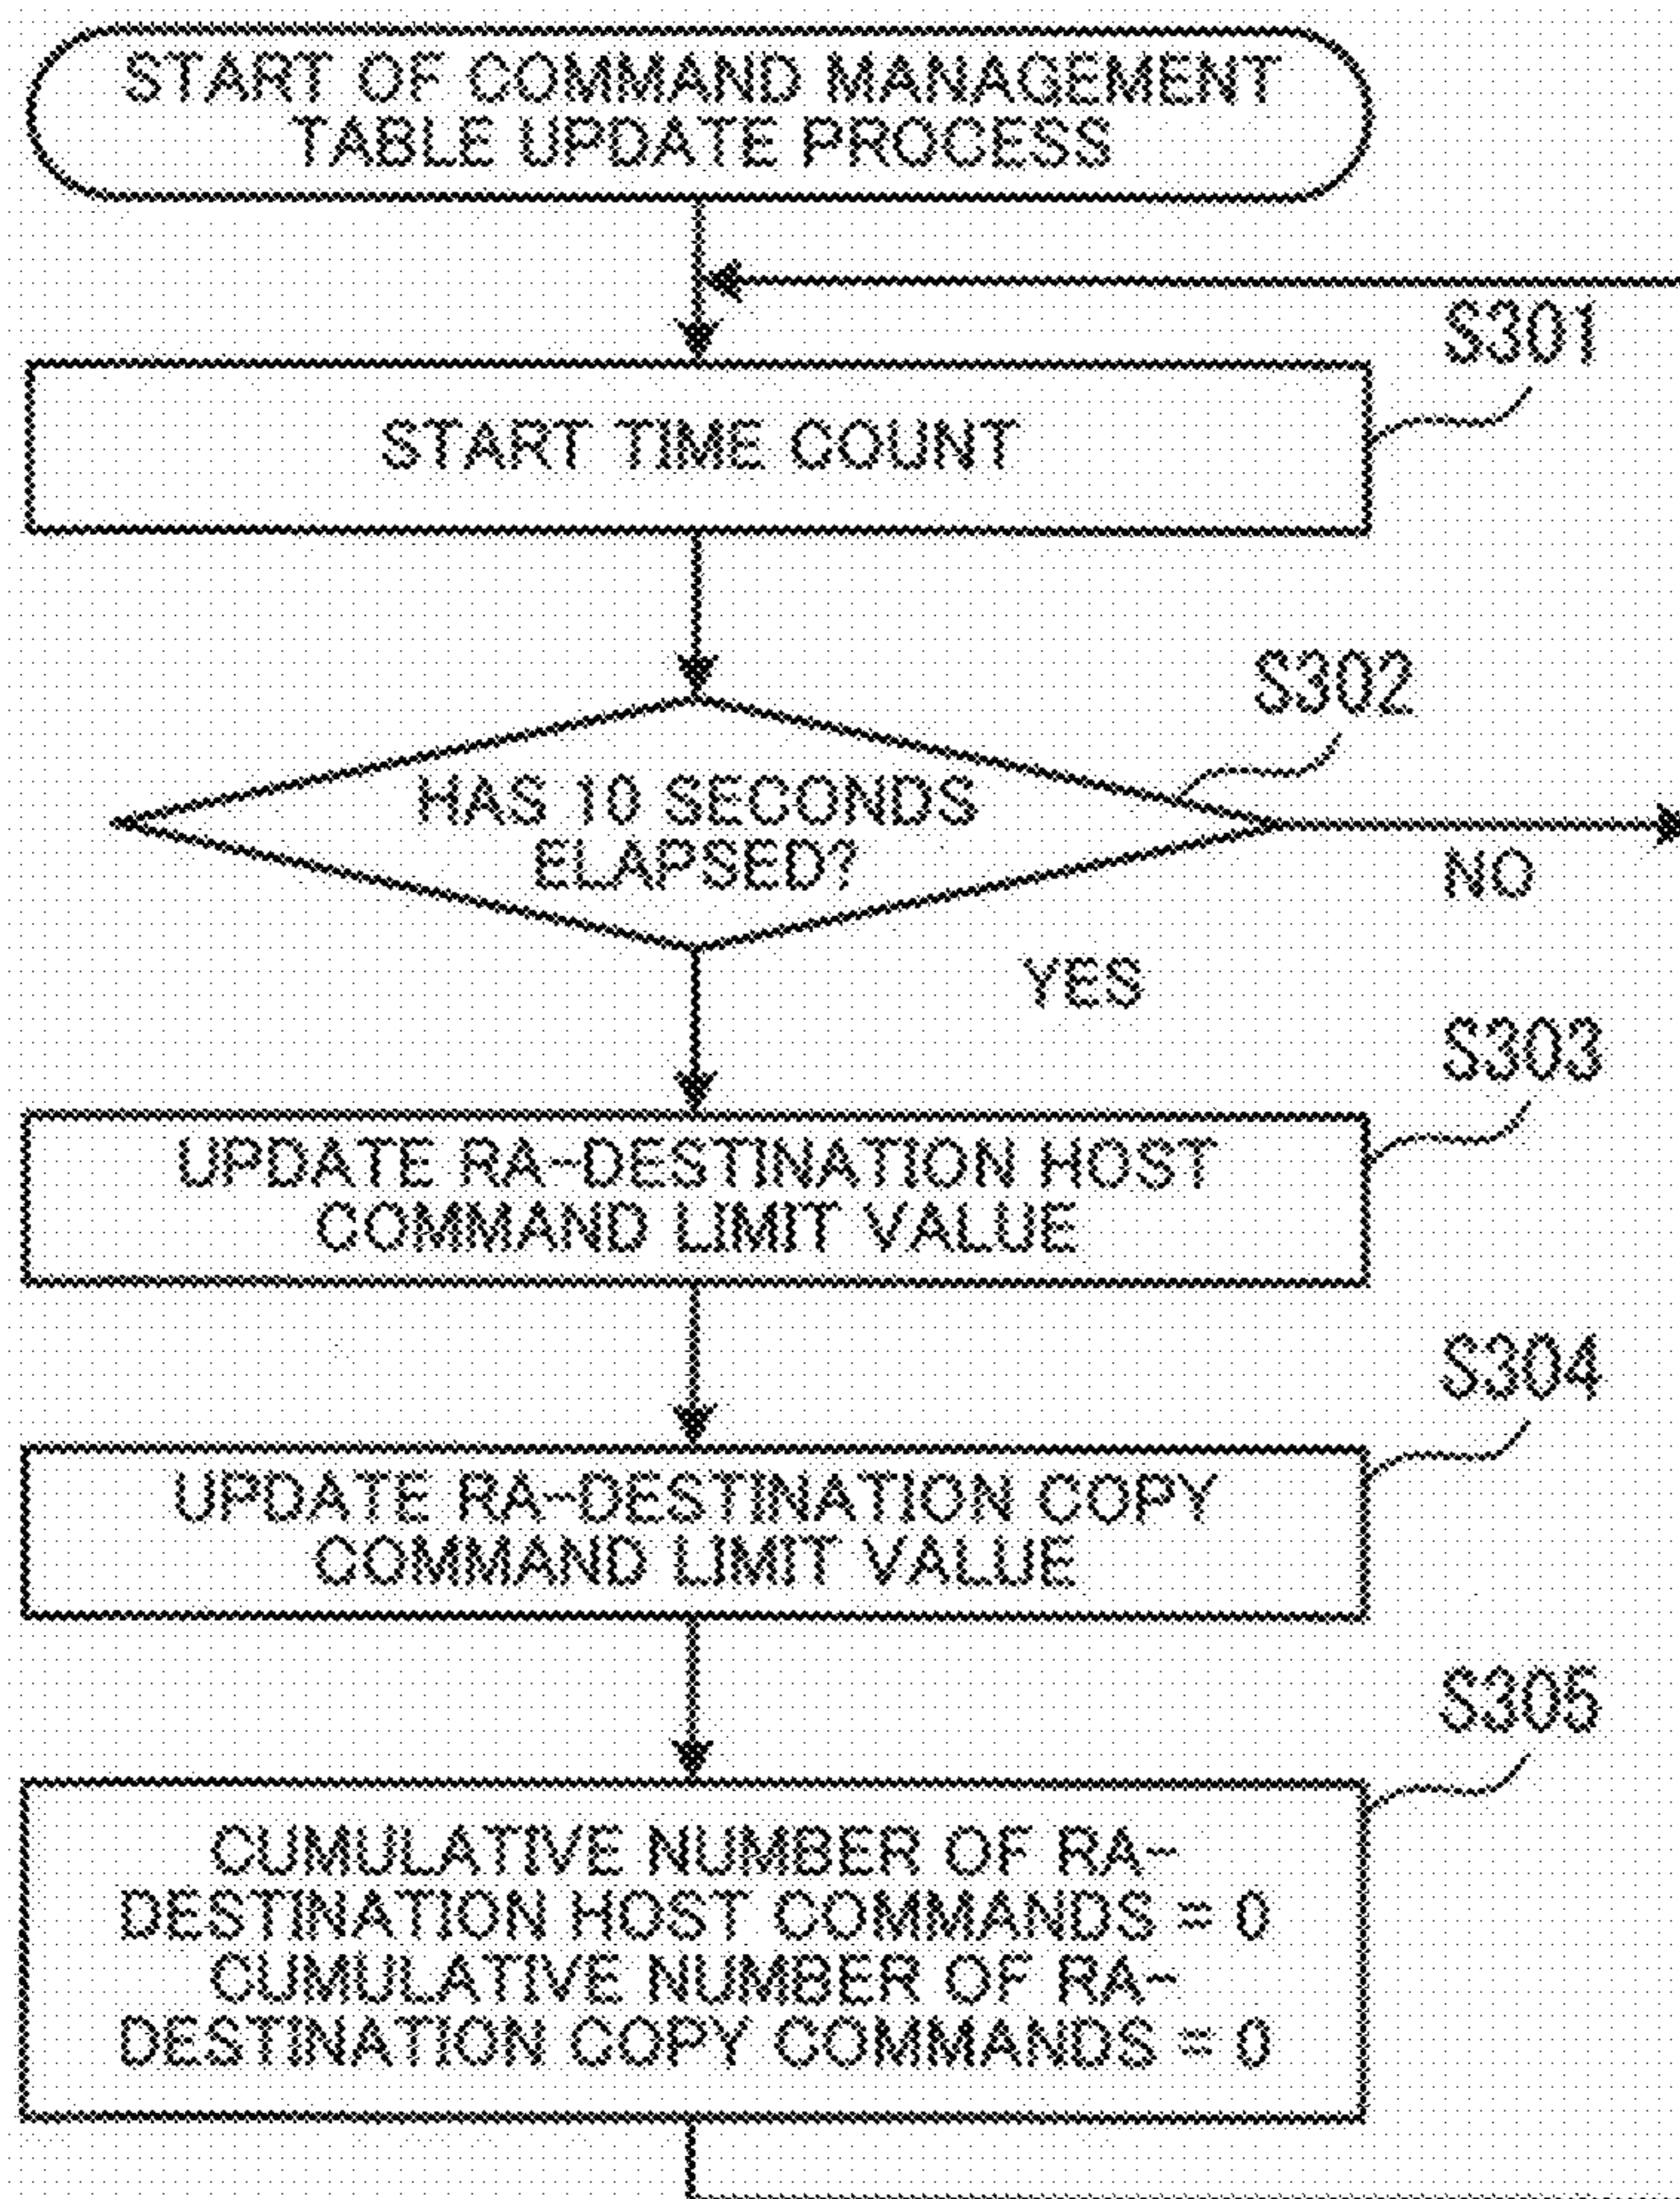 START OF COMMAND MANAGEMENT
TABLE UPDATE PROCESS
S301
START TIME COUNT
S302
HAS 10 SECONDS
ELAPSED?
NO
YES
S303
UPDATE RA-DESTINATION HOST
COMMAND LIMIT VALUE
S304
UPDATE RA-DESTINATION COPY
COMMAND LIMIT VALUE
S305
CUMULATIVE NUMBER OF RA-
DESTINATION HOST COMMANDS = 0
CUMULATIVE NUMBER OF RA-
DESTINATION COPY COMMANDS = 0